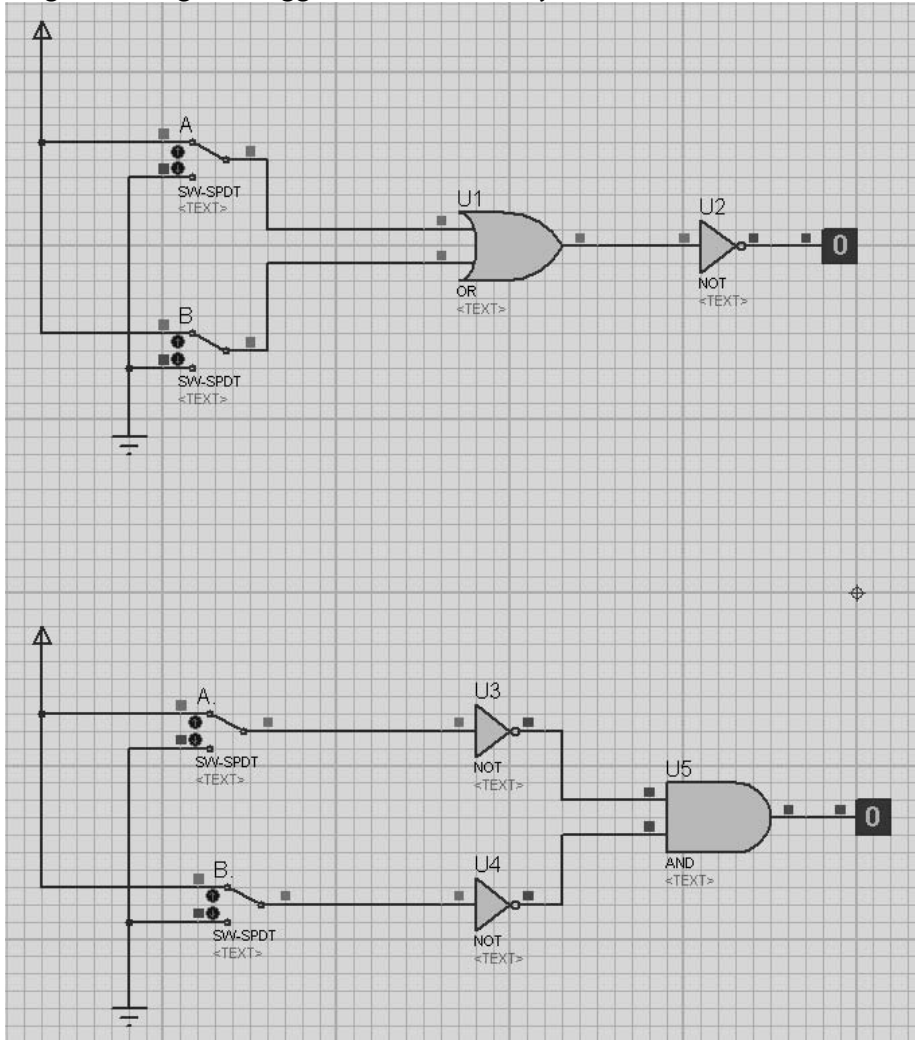 A
SW-SPDT
<TEXT>
U1
OR
<TEXT>
U2
NOT
<TEXT>
0
B
SW-SPDT
<TEXT>
A.
SW-SPDT
<TEXT>
U3
NOT
<TEXT>
U5
AND
<TEXT>
0
B.
SW-SPDT
<TEXT>
U4
NOT
<TEXT>